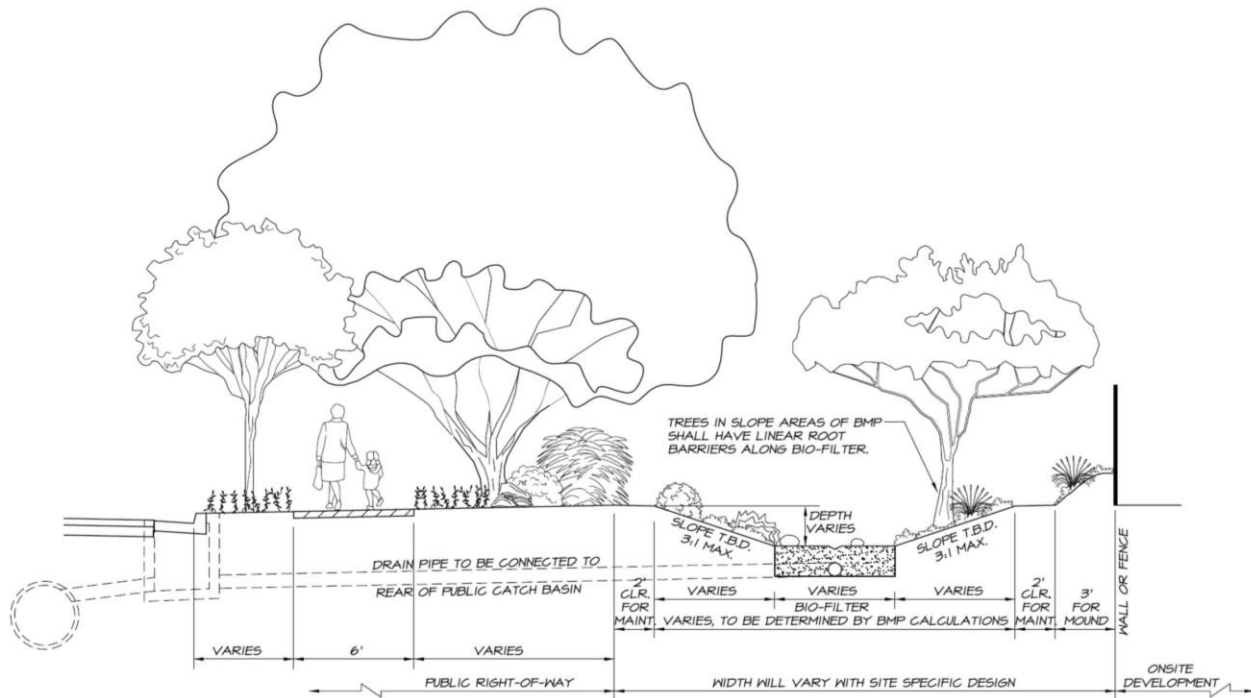 TREES IN SLOPE AREAS OF BMP
SHALL HAVE LINEAR ROOT
BARRIERS ALONG BIO-FILTER.
DEPTH
VARIES
SLOPE T.B.D.
3:1 MAX.
SLOPE T.B.D.
3:1 MAX.
DRAIN PIPE TO BE CONNECTED TO
REAR OF PUBLIC CATCH BASIN
2'
CLR.
FOR
MAINT.
VARIES
VARIES
BIO-FILTER
VARIES
VARIES, TO BE DETERMINED BY BMP CALCULATIONS
2'
CLR.
FOR
MAINT.
3'
FOR
MOUND
WALL OR FENCE
VARIES
6'
VARIES
PUBLIC RIGHT-OF-WAY
WIDTH WILL VARY WITH SITE SPECIFIC DESIGN
ONSITE
DEVELOPMENT